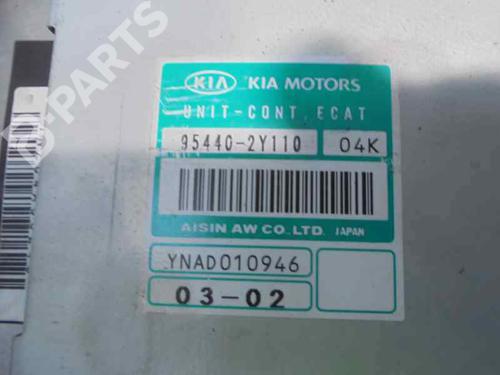 B-PARTS
KIA KIA MOTORS
UNIT-CONT, ECAT
95440-2Y110 04K
AISIN AW CO.,LTD. JAPAN
YNAD010946
03-02